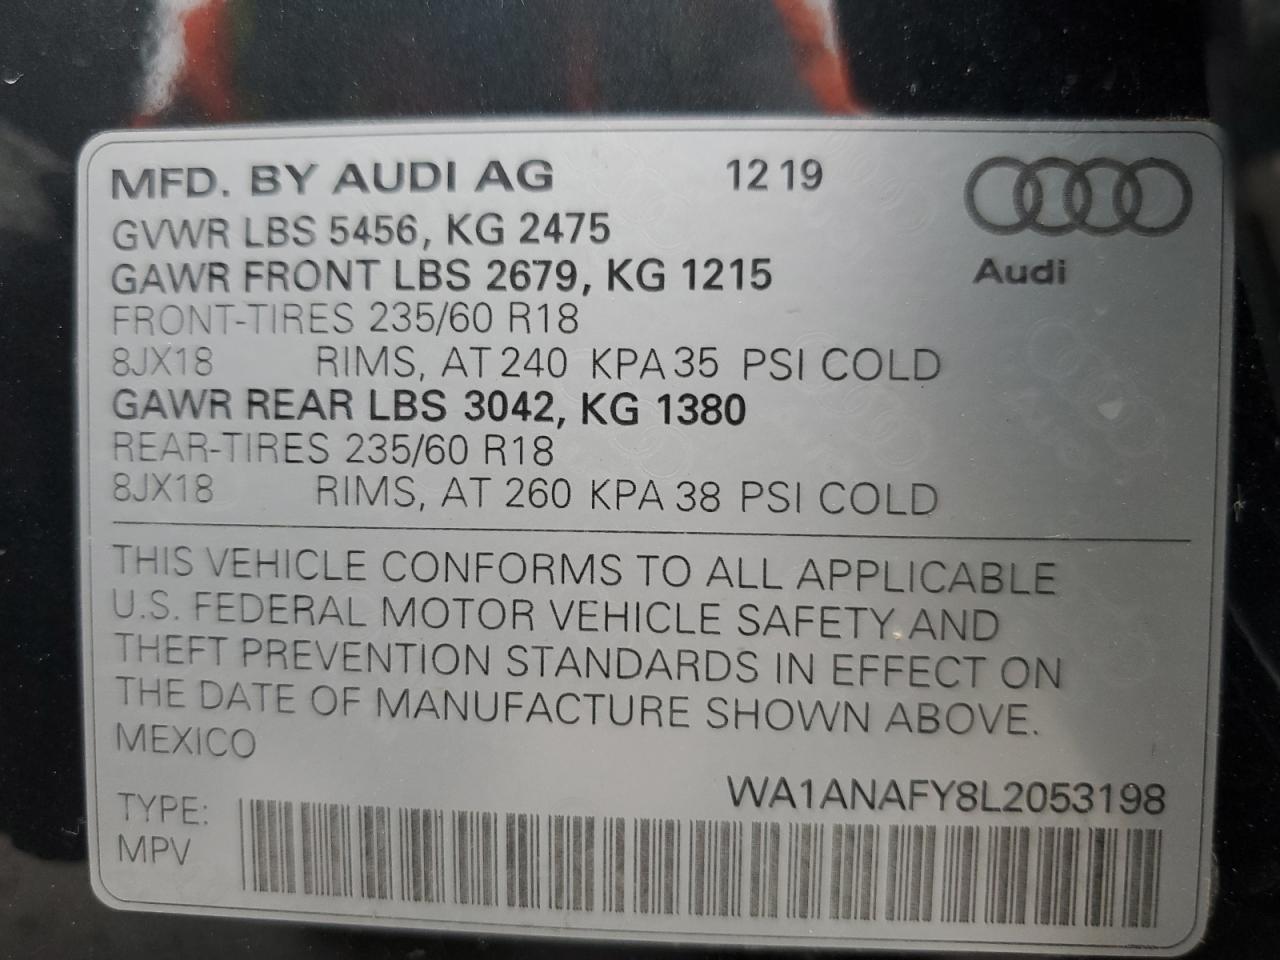 MFD. BY AUDI AG 12 19
GVWR LBS 5456, KG 2475
GAWR FRONT LBS 2679, KG 1215
Audi
FRONT-TIRES 235/60 R18
8JX18 RIMS, AT 240 KPA 35 PSI COLD
GAWR REAR LBS 3042, KG 1380
REAR-TIRES 235/60 R18
8JX18 RIMS, AT 260 KPA 38 PSI COLD
THIS VEHICLE CONFORMS TO ALL APPLICABLE
U.S. FEDERAL MOTOR VEHICLE SAFETY AND
THEFT PREVENTION STANDARDS IN EFFECT ON
THE DATE OF MANUFACTURE SHOWN ABOVE.
MEXICO
WA1ANAFY8L2053198
TYPE:
MPV